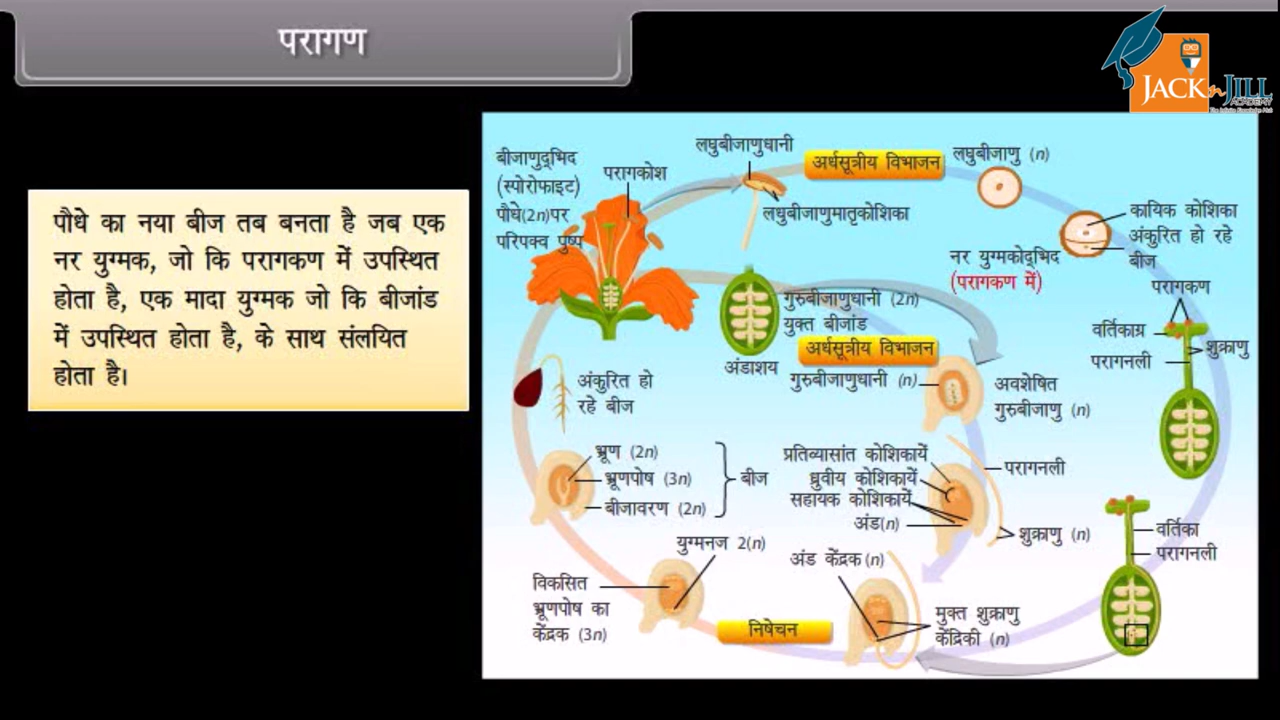 परागण
JACK n JILL
ACADEMY
पौधे का नया बीज तब बनता है जब एक
नर युग्मक, जो कि परागकण में उपस्थित
होता है, एक मादा युग्मक जो कि बीजांड
में उपस्थित होता है, के साथ संलयित
होता है।
बीजाणुद्भिद
(स्पोरोफाइट)
पौधे(2n)पर
परिपक्व पुष्प
परागकोश
लघुबीजाणुधानी
लघुबीजाणुमातृकोशिका
अर्धसूत्रीय विभाजन
लघुबीजाणु (n)
कायिक कोशिका
अंकुरित हो रहे
बीज
नर युग्मकोद्भिद
(परागकण में)
परागकण
वर्तिकाग्र
परागनली
शुक्राणु
गुरुबीजाणुधानी (2n)
युक्त बीजांड
अंडाशय
अर्धसूत्रीय विभाजन
गुरुबीजाणुधानी (n)
अवशेषित
गुरुबीजाणु (n)
अंकुरित हो
रहे बीज
भ्रूण (2n)
भ्रूणपोष (3n)
बीजावरण (2n)
बीज
प्रतिव्यासांत कोशिकायें
ध्रुवीय कोशिकायें
सहायक कोशिकायें
अंड(n)
परागनली
शुक्राणु (n)
वर्तिका
परागनली
युग्मनज 2(n)
विकसित
भ्रूणपोष का
केंद्रक (3n)
निषेचन
अंड केंद्रक (n)
मुक्त शुक्राणु
केंद्रिकी (n)